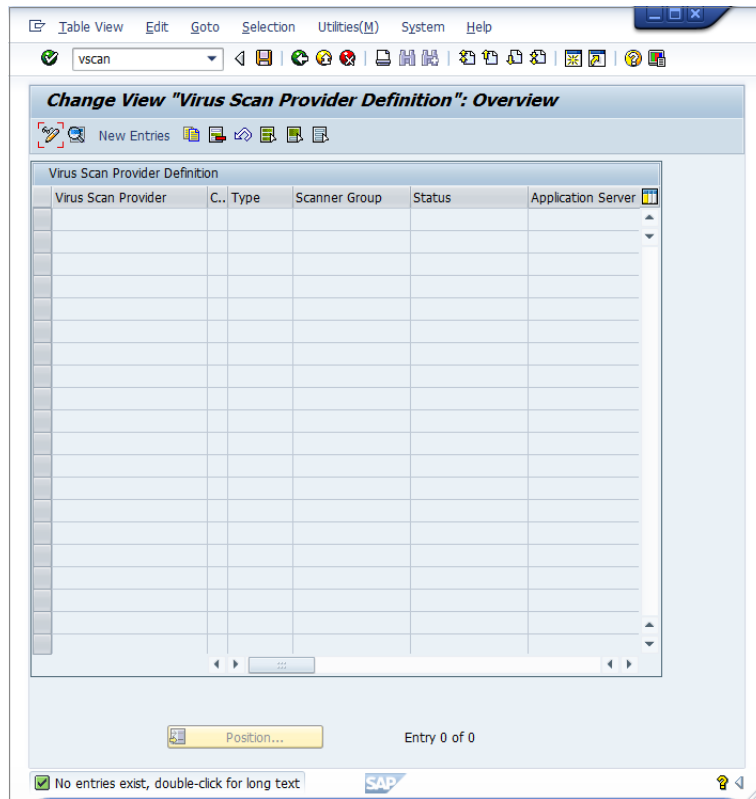 Table View Edit Goto Selection Utilities(M) System Help
vscan
Change View "Virus Scan Provider Definition": Overview
New Entries
Virus Scan Provider Definition
Virus Scan Provider C.. Type Scanner Group Status Application Server
Position...
Entry 0 of 0
No entries exist, double-click for long text
SAP